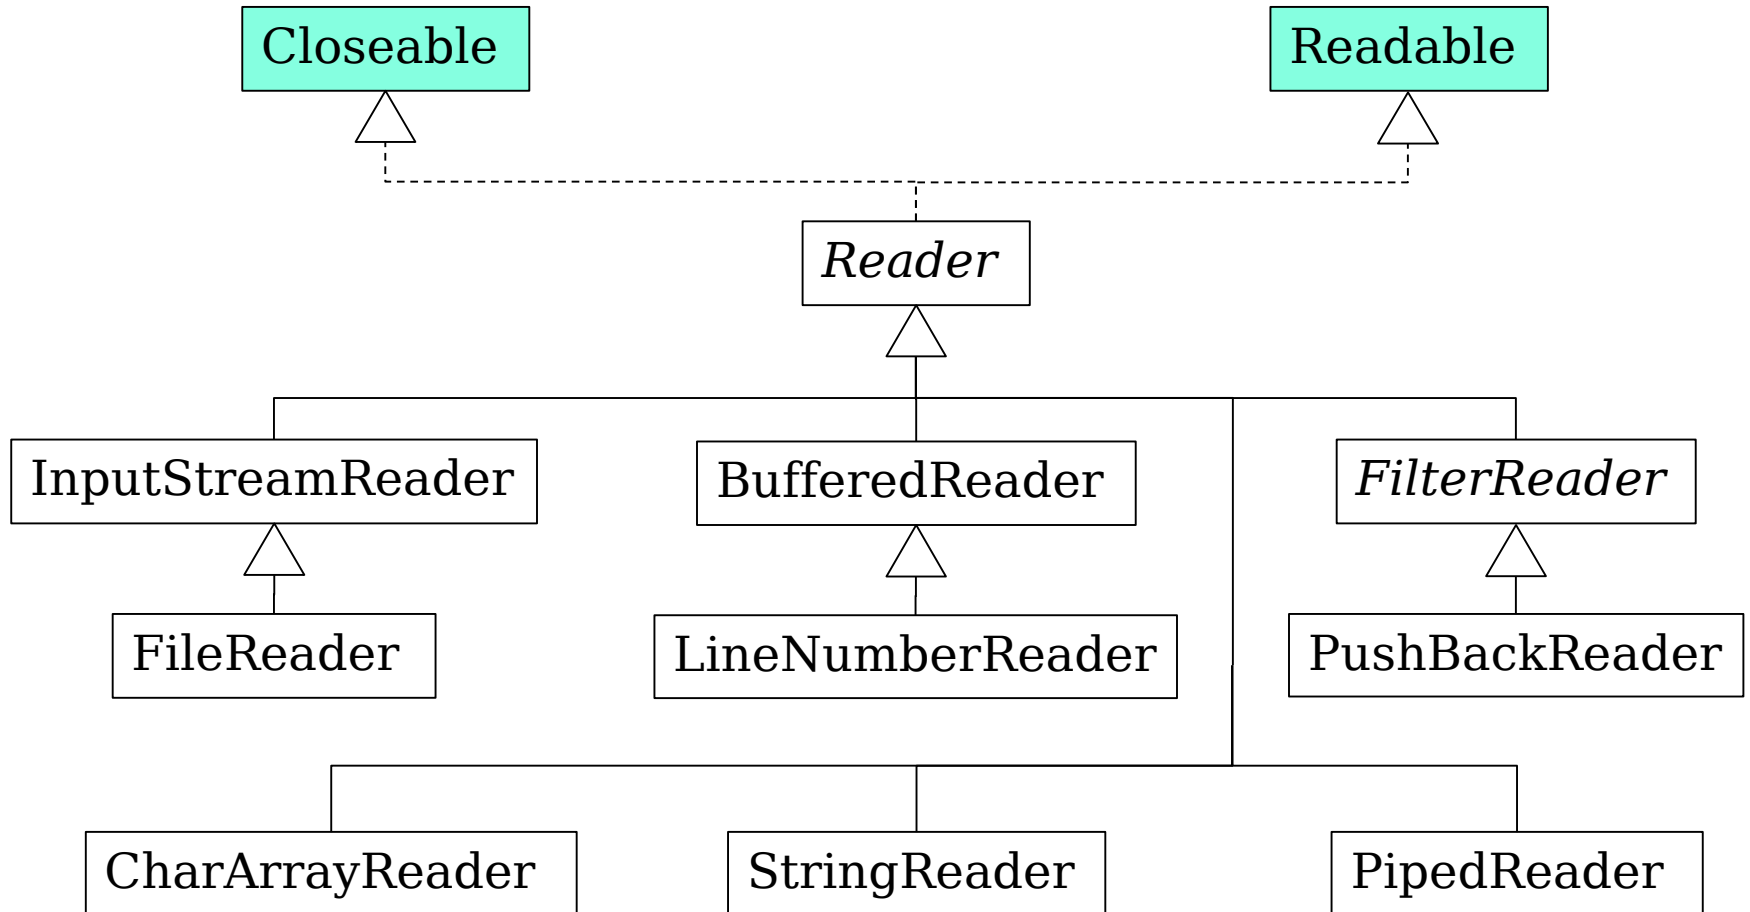 Closeable
Readable
Reader
InputStreamReader
BufferedReader
FilterReader
FileReader
LineNumberReader
PushBackReader
CharArrayReader
StringReader
PipedReader